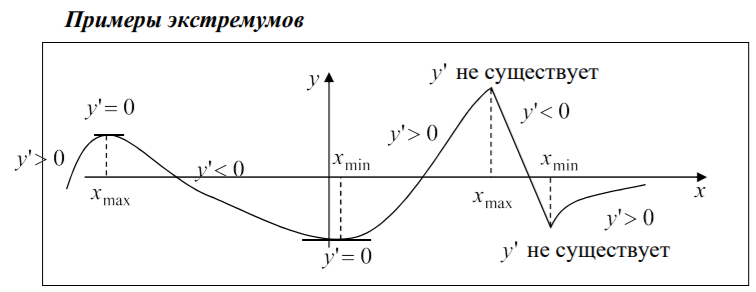 Примеры экстремумов
y' не существует
y
y'= 0
y'< 0
y'> 0
y'> 0
x min
x min
y'< 0
x max
x max
x
y'> 0
y'= 0
y' не существует